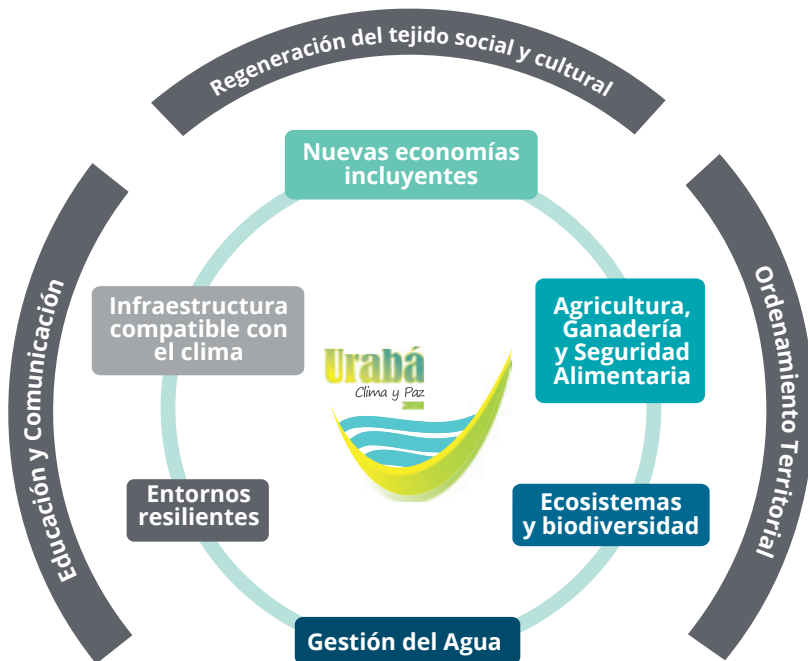 Regeneración del tejido social y cultural
Nuevas economías
incluyentes
Educación y Comunicación
Infraestructura
compatible con
el clima
Urabá
Clima y Paz
Agricultura,
Ganadería
y Seguridad
Alimentaria
Ordenamiento Territorial
Entornos
resilientes
Ecosistemas
y biodiversidad
Gestión del Agua